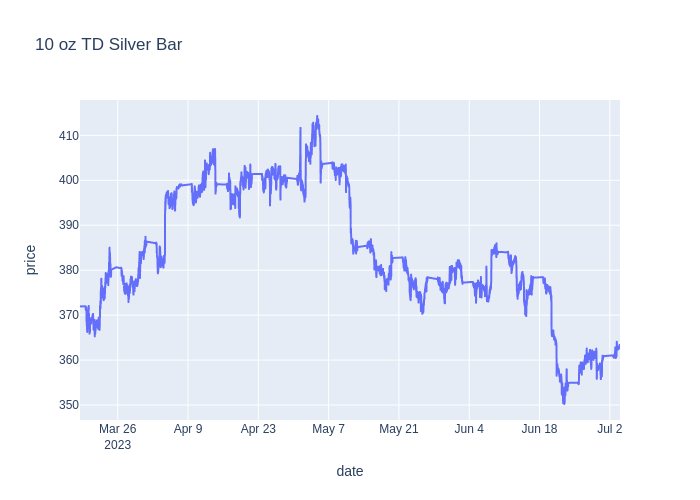 10 oz TD Silver Bar
price
410
400
390
380
370
360
350
Mar 26
2023
Apr 9
Apr 23
May 7
May 21
Jun 4
Jun 18
Jul 2
date